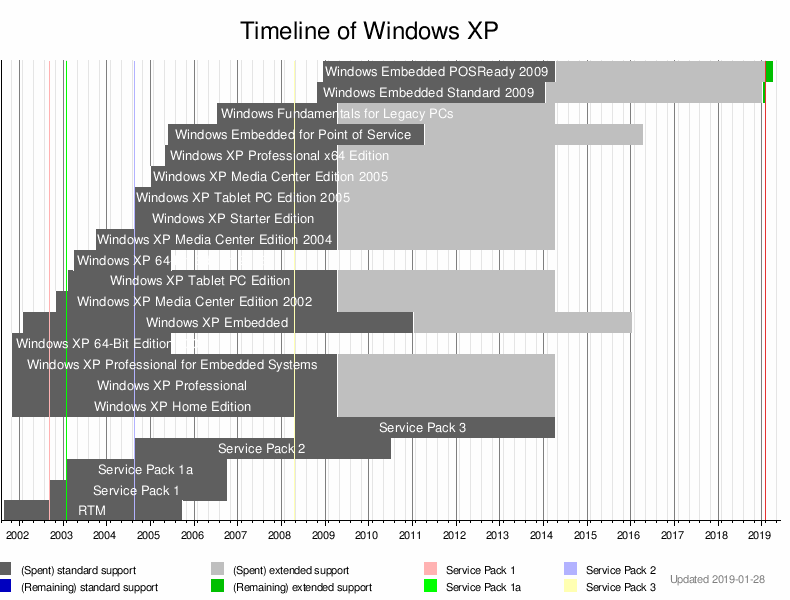 Timeline of Windows XP
Windows Embedded POSReady 2009
Windows Embedded Standard 2009
Windows Fundamentals for Legacy PCs
Windows Embedded for Point of Service
Windows XP Professional x64 Edition
Windows XP Media Center Edition 2005
Windows XP Tablet PC Edition 2005
Windows XP Starter Edition
Windows XP Media Center Edition 2004
Windows XP 64
Windows XP Tablet PC Edition
Windows XP Media Center Edition 2002
Windows XP Embedded
Windows XP 64-Bit Edition
Windows XP Professional for Embedded Systems
Windows XP Professional
Windows XP Home Edition
Service Pack 3
Service Pack 2
Service Pack 1a
Service Pack 1
RTM
2002 2003 2004 2005 2006 2007 2008 2009 2010 2011 2012 2013 2014 2015 2016 2017 2018 2019
(Spent) standard support (Spent) extended support Service Pack 1 Service Pack 2
(Remaining) standard support (Remaining) extended support Service Pack 1a Service Pack 3
Updated 2019-01-28